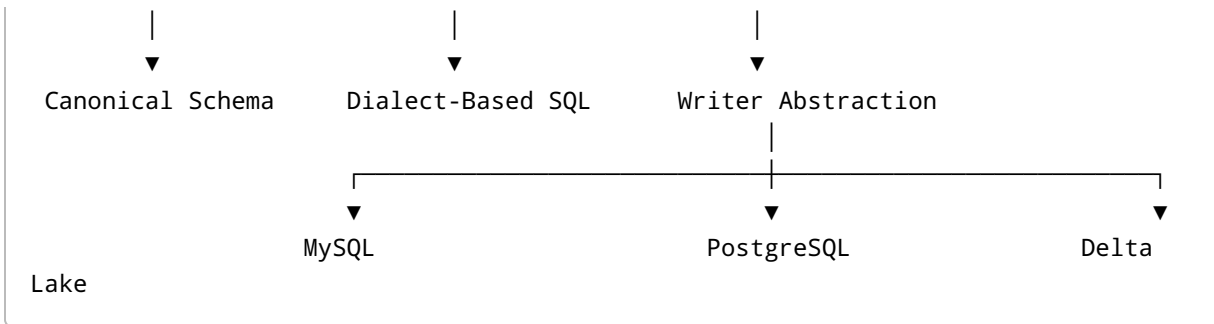 Canonical Schema Dialect-Based SQL Writer Abstraction
MySQL PostgreSQL Delta
Lake